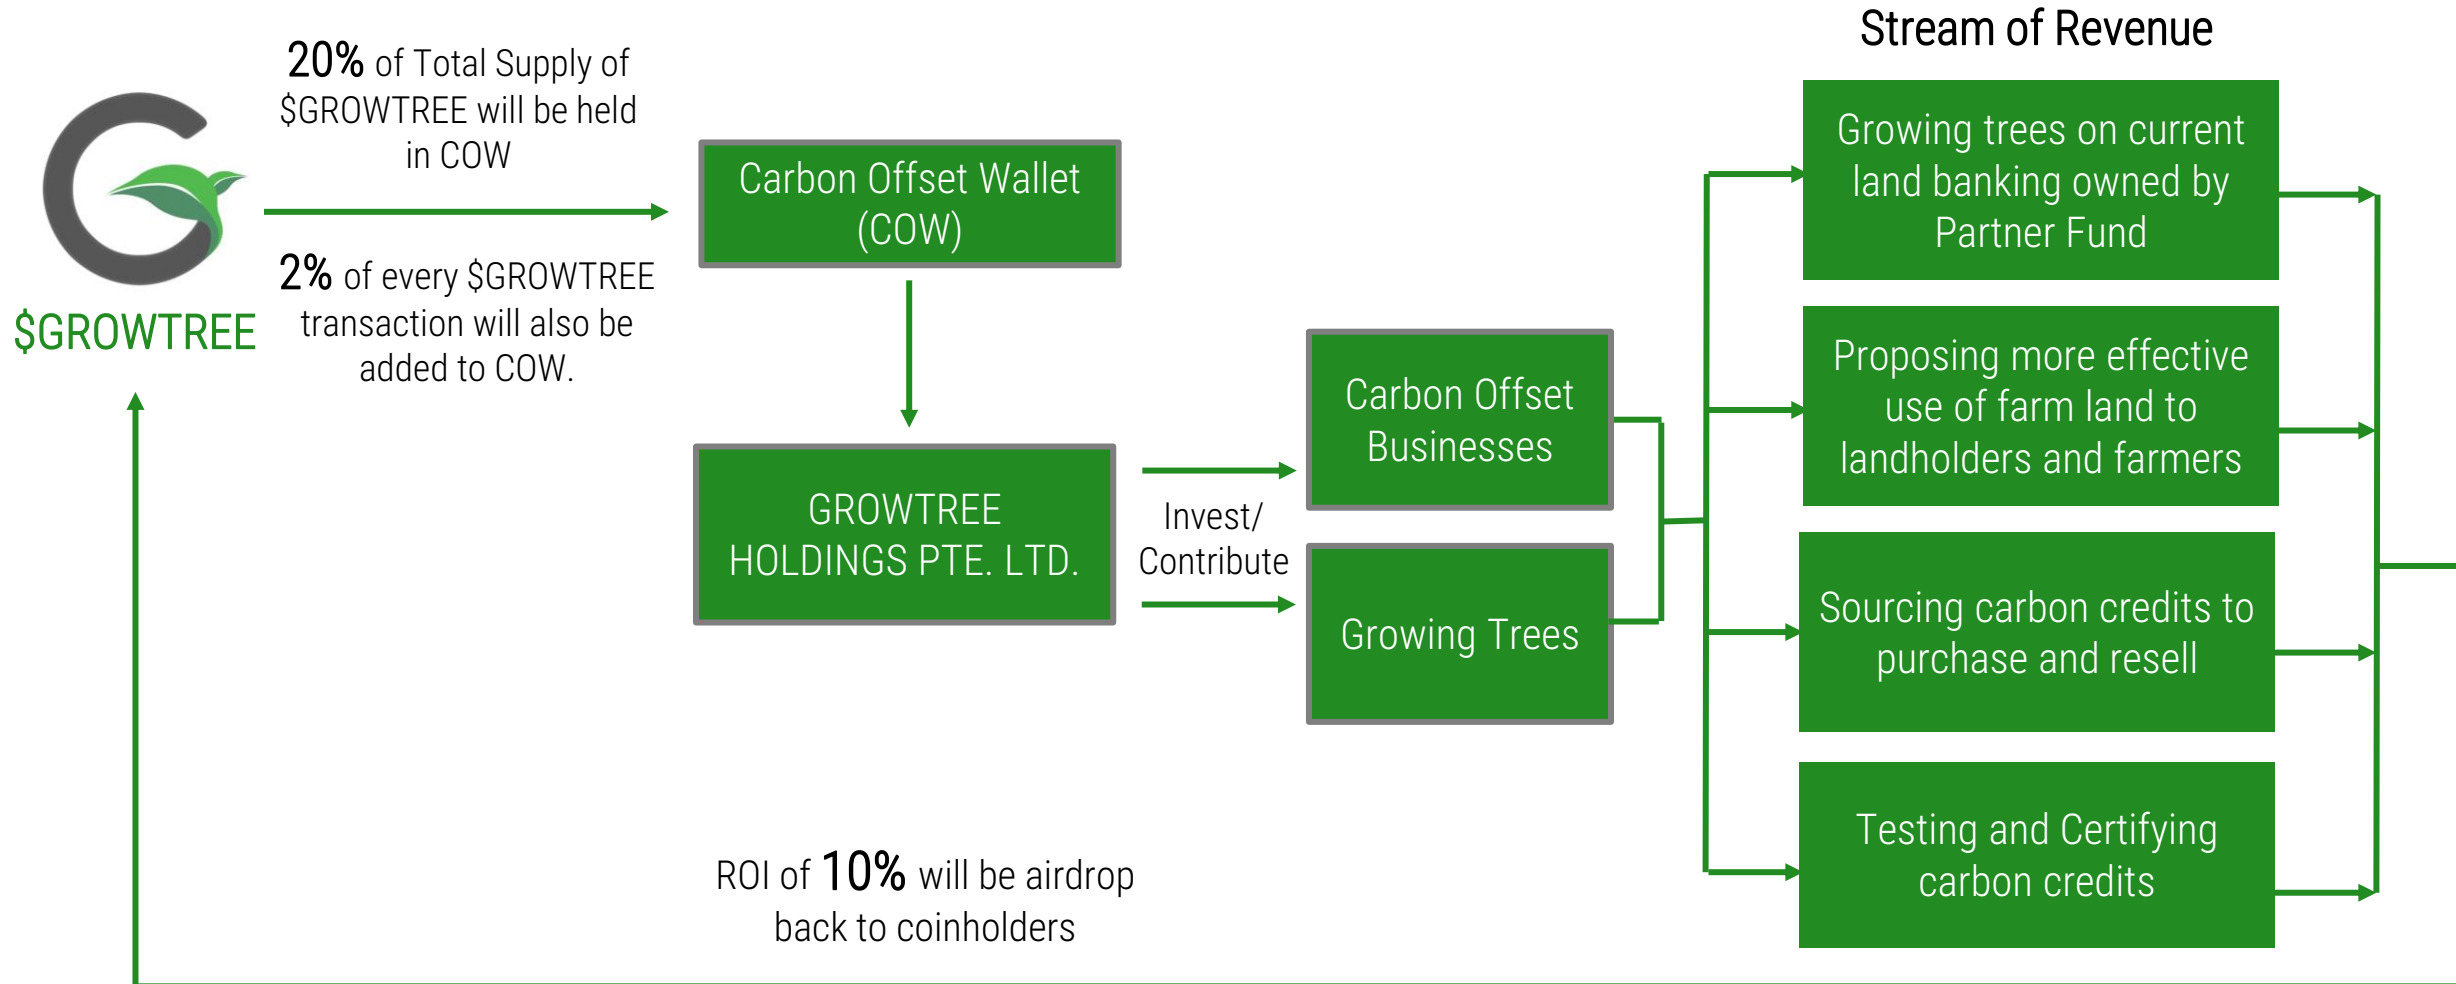 Stream of Revenue
20% of Total Supply of
$GROWTREE will be held
in COW
2% of every $GROWTREE
transaction will also be
added to COW.
$GROWTREE
Carbon Offset Wallet
(COW)
GROWTREE
HOLDINGS PTE. LTD.
Invest/
Contribute
Carbon Offset
Businesses
Growing Trees
Growing trees on current
land banking owned by
Partner Fund
Proposing more effective
use of farm land to
landholders and farmers
Sourcing carbon credits to
purchase and resell
Testing and Certifying
carbon credits
ROI of 10% will be airdrop
back to coinholders